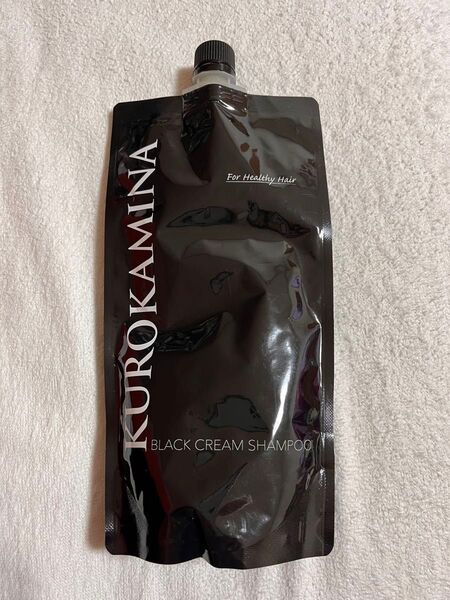 For Healthy Hair
KUROKAMINA
BLACK CREAM SHAMPOO